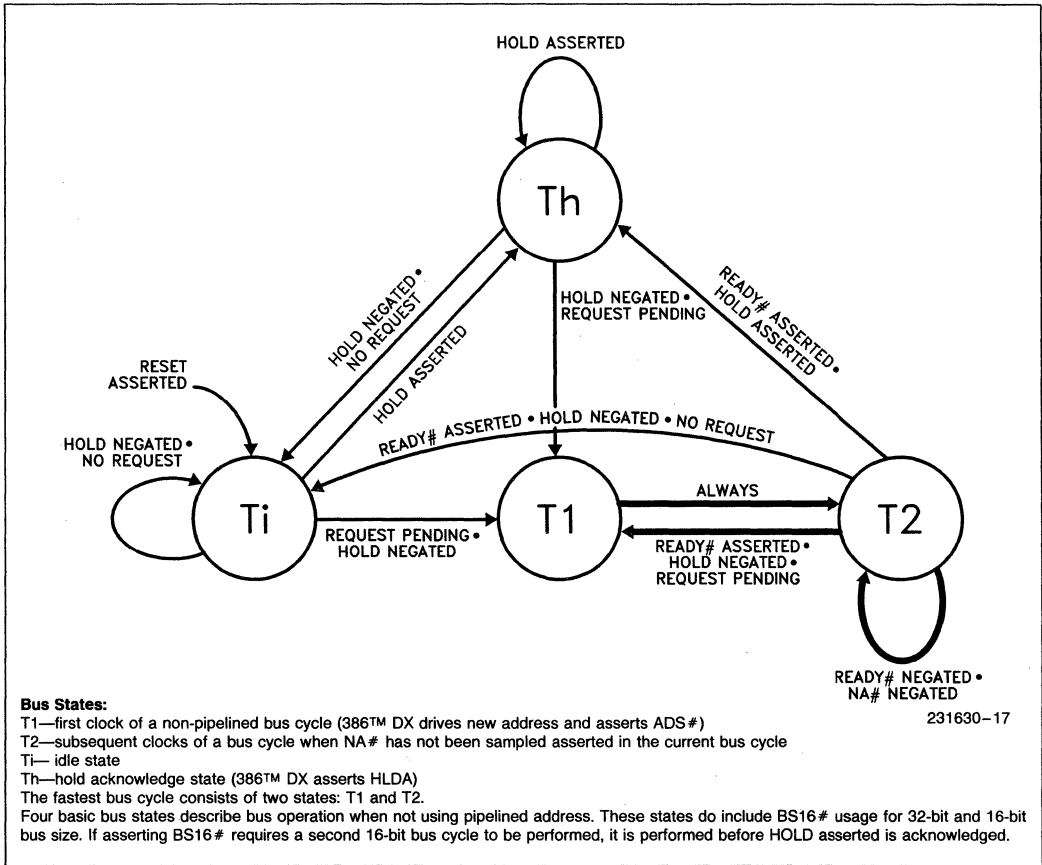 HOLD ASSERTED
Th
HOLD NEGATED •
NO REQUEST
HOLD ASSERTED
HOLD NEGATED •
REQUEST PENDING
READY# ASSERTED •
HOLD ASSERTED
RESET
ASSERTED
HOLD NEGATED •
NO REQUEST
READY# ASSERTED • HOLD NEGATED • NO REQUEST
Ti
REQUEST PENDING •
HOLD NEGATED
T1
ALWAYS
READY# ASSERTED •
HOLD NEGATED •
REQUEST PENDING
T2
READY# NEGATED •
NA# NEGATED
231630–17
Bus States:
T1—first clock of a non-pipelined bus cycle (386™ DX drives new address and asserts ADS#)
T2—subsequent clocks of a bus cycle when NA# has not been sampled asserted in the current bus cycle
Ti— idle state
Th—hold acknowledge state (386™ DX asserts HLDA)
The fastest bus cycle consists of two states: T1 and T2.
Four basic bus states describe bus operation when not using pipelined address. These states do include BS16# usage for 32-bit and 16-bit
bus size. If asserting BS16# requires a second 16-bit bus cycle to be performed, it is performed before HOLD asserted is acknowledged.